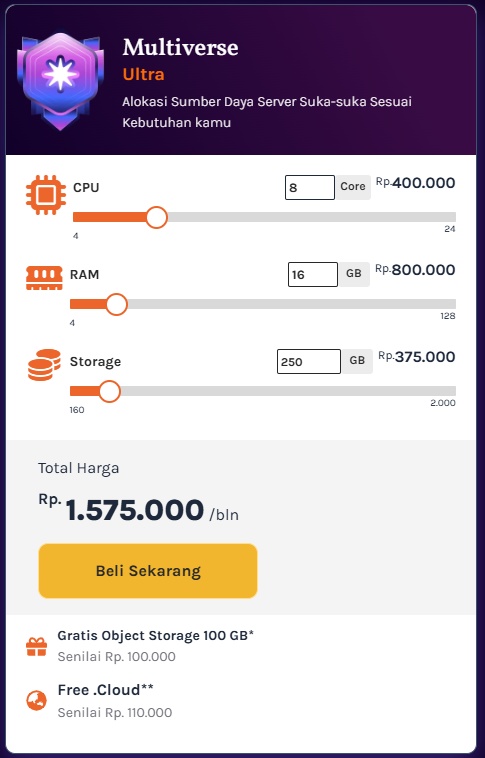 Multiverse
Ultra
Alokasi Sumber Daya Server Suka-suka Sesuai
Kebutuhan kamu
CPU 8 Core Rp.400.000
4 24
RAM 16 GB Rp.800.000
4 128
Storage 250 GB Rp.375.000
160 2.000
Total Harga
Rp. 1.575.000 /bln
Beli Sekarang
Gratis Object Storage 100 GB*
Senilai Rp. 100.000
Free .Cloud**
Senilai Rp. 110.000